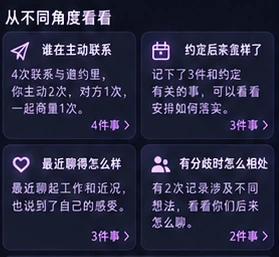 从不同角度看看
谁在主动联系
4次联系与邀约里，
你主动2次，对方1次，
一起商量1次。
4件事
约定后来怎样了
记下了3件和约定
有关的事，可以看看
安排如何落实。
3件事
最近聊得怎么样
最近聊起工作和近况，
也说到了自己的感受。
3件事
有分歧时怎么相处
有2次记录涉及不同
想法，看看你们后来
怎么聊。
2件事